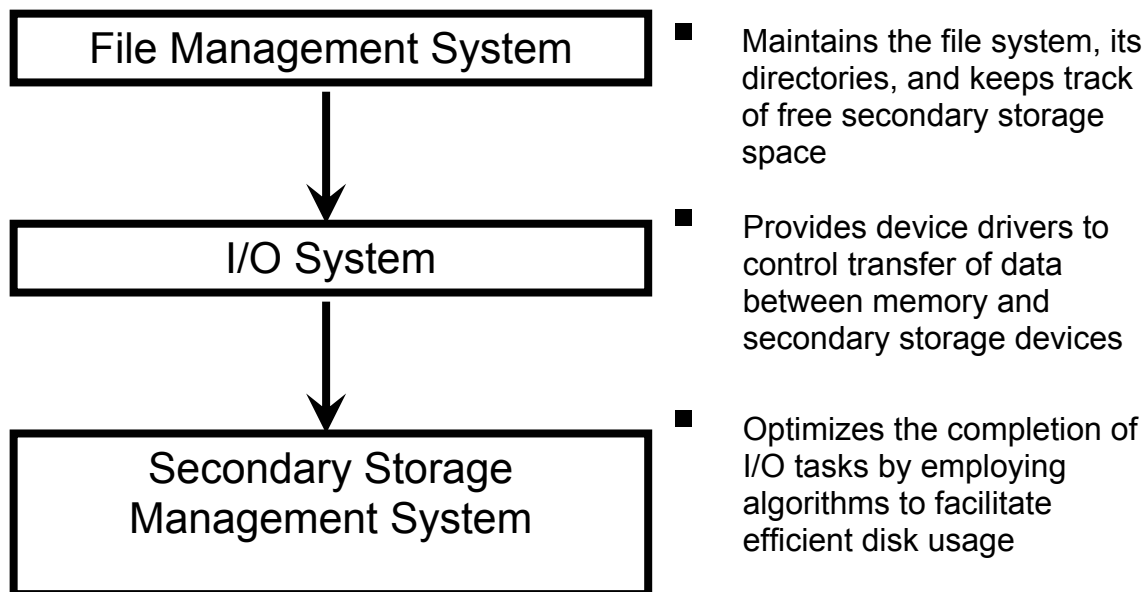 File Management System
■ Maintains the file system, its
directories, and keeps track
of free secondary storage
space
I/O System
■ Provides device drivers to
control transfer of data
between memory and
secondary storage devices
Secondary Storage
Management System
■ Optimizes the completion of
I/O tasks by employing
algorithms to facilitate
efficient disk usage